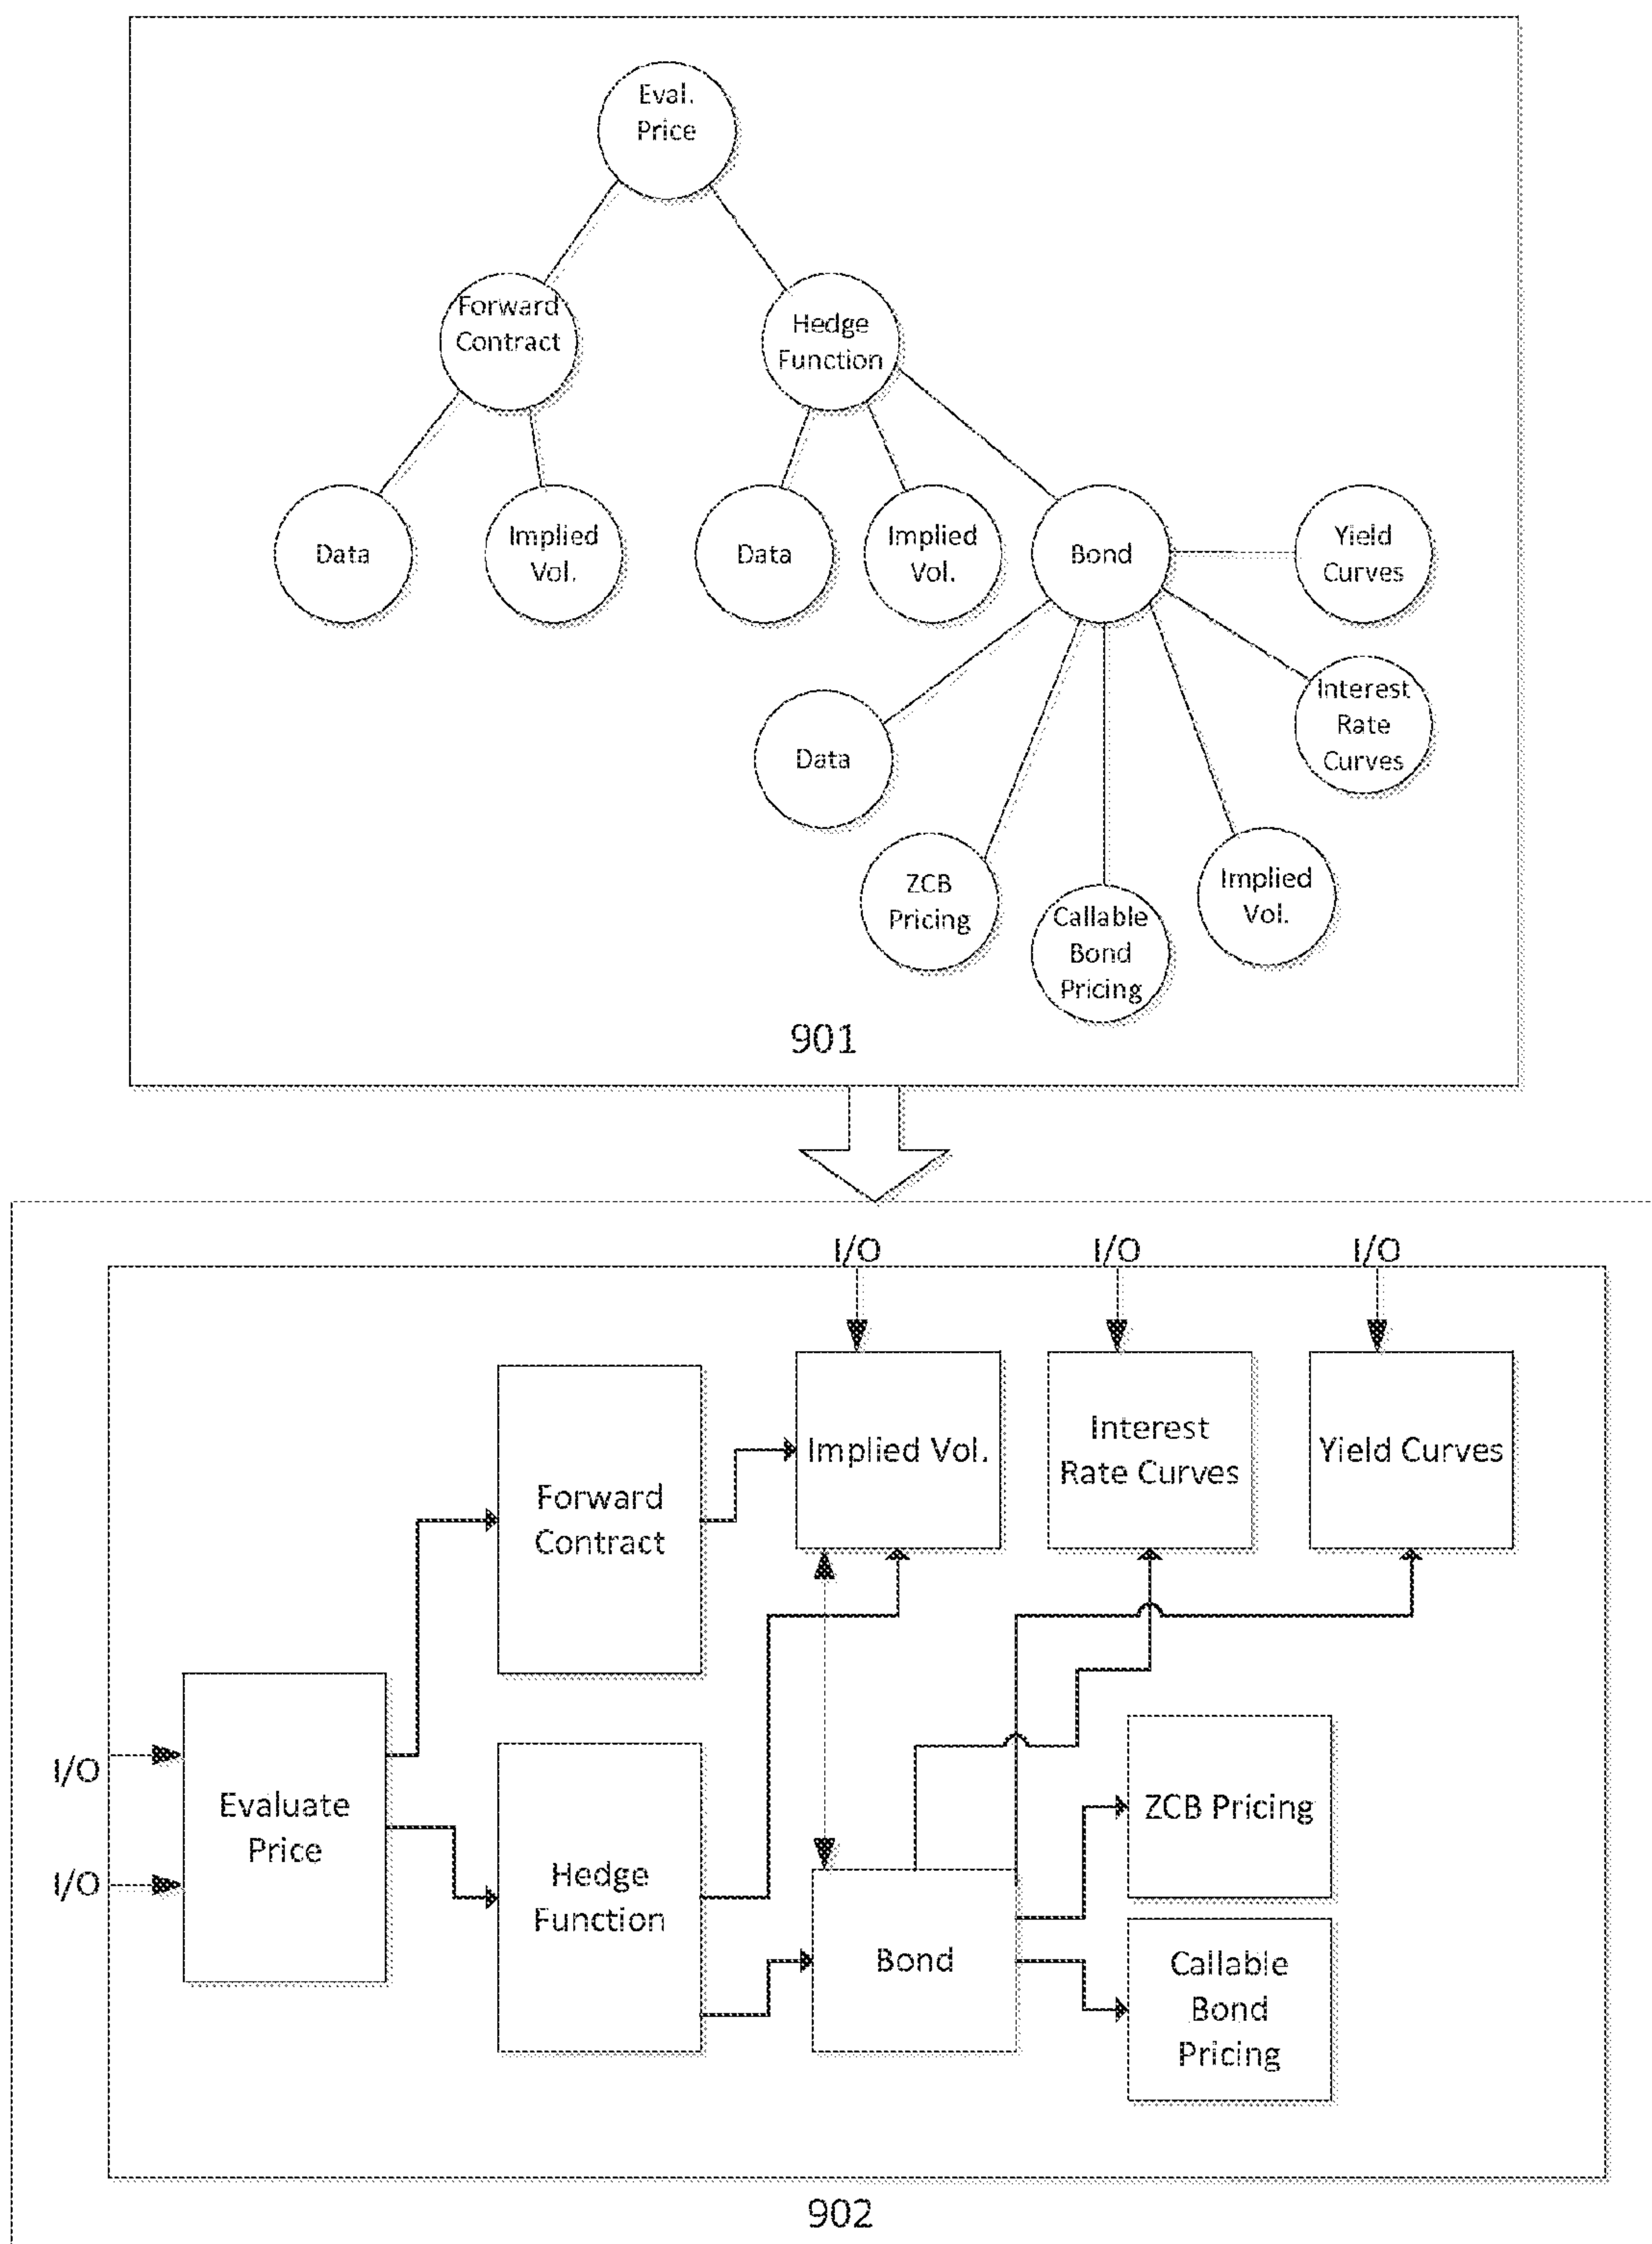 Eval.
Price
Forward
Contract
Hedge
Function
Data
Implied
Vol.
Data
Implied
Vol.
Bond
Yield
Curves
Data
Interest
Rate
Curves
ZCB
Pricing
Callable
Bond
Pricing
Implied
Vol.
901
I/O
I/O
I/O
Implied Vol.
Interest
Rate Curves
Yield Curves
Forward
Contract
I/O
I/O
Evaluate
Price
Hedge
Function
Bond
ZCB Pricing
Callable
Bond
Pricing
902